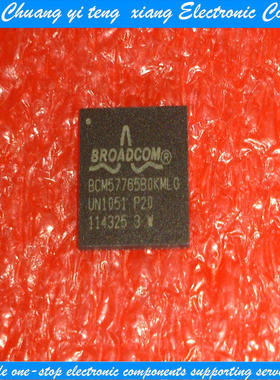 Chuang yi teng xiang Electronic Co
BROADCOM®
BCM57765B0KMLG
UN1051 P20
114325 3 W
le one-stop electronic components supporting serv